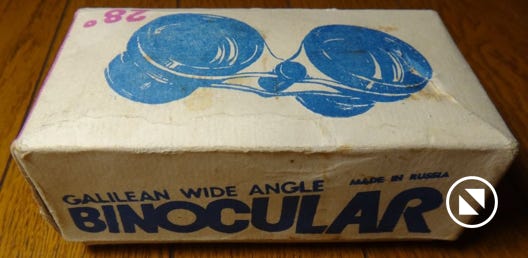 28°
GALILEAN WIDE ANGLE MADE IN RUSSIA
BINOCULAR